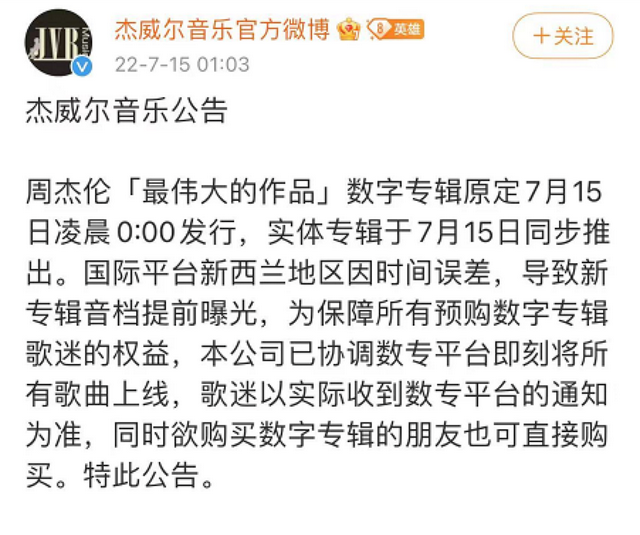 JVR Music
杰威尔音乐官方微博 8 英雄
22-7-15 01:03
+关注
杰威尔音乐公告
周杰伦「最伟大的作品」数字专辑原定7月15
日凌晨0:00发行，实体专辑于7月15日同步推
出。国际平台新西兰地区因时间误差，导致新
专辑音档提前曝光，为保障所有预购数字专辑
歌迷的权益，本公司已协调数专平台即刻将所
有歌曲上线，歌迷以实际收到数专平台的通知
为准，同时欲购买数字专辑的朋友也可直接购
买。特此公告。